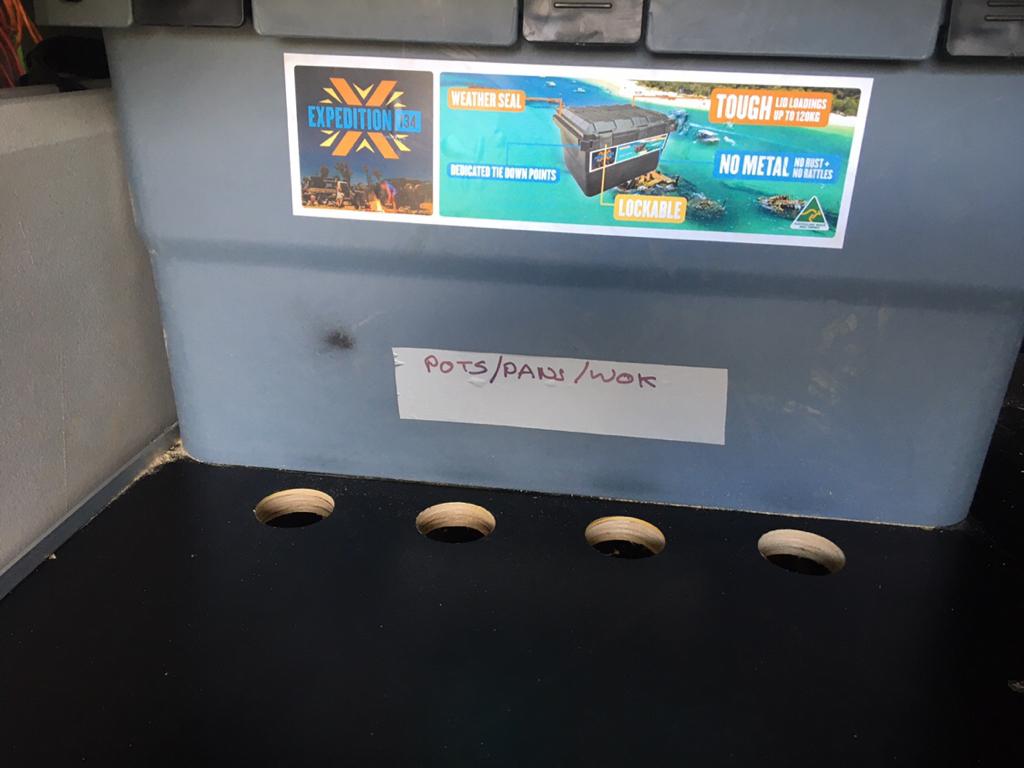 EXPEDITION 134
WEATHER SEAL
TOUGH LID LOADINGS
UP TO 120KG
DEDICATED TIE DOWN POINTS
NO METAL NO RUST +
NO RATTLES
LOCKABLE
POTS/PANS/WOK